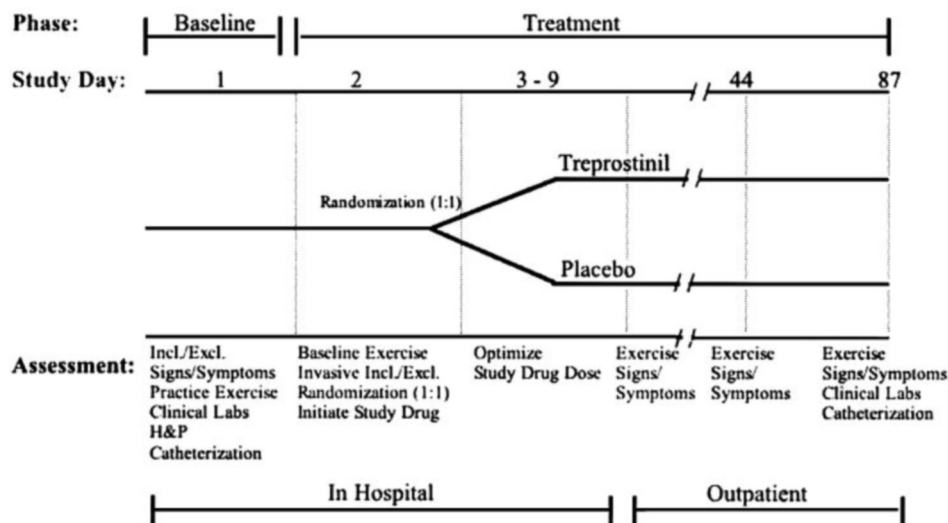 Phase: Baseline Treatment
Study Day: 1 2 3 - 9 44 87
Treprostinil
Randomization (1:1)
Placebo
Assessment:
Incl./Excl.
Signs/Symptoms
Practice Exercise
Clinical Labs
H&P
Catheterization
Baseline Exercise
Invasive Incl./Excl.
Randomization (1:1)
Initiate Study Drug
Optimize
Study Drug Dose
Exercise
Signs/
Symptoms
Exercise
Signs/
Symptoms
Exercise
Signs/Symptoms
Clinical Labs
Catheterization
In Hospital Outpatient